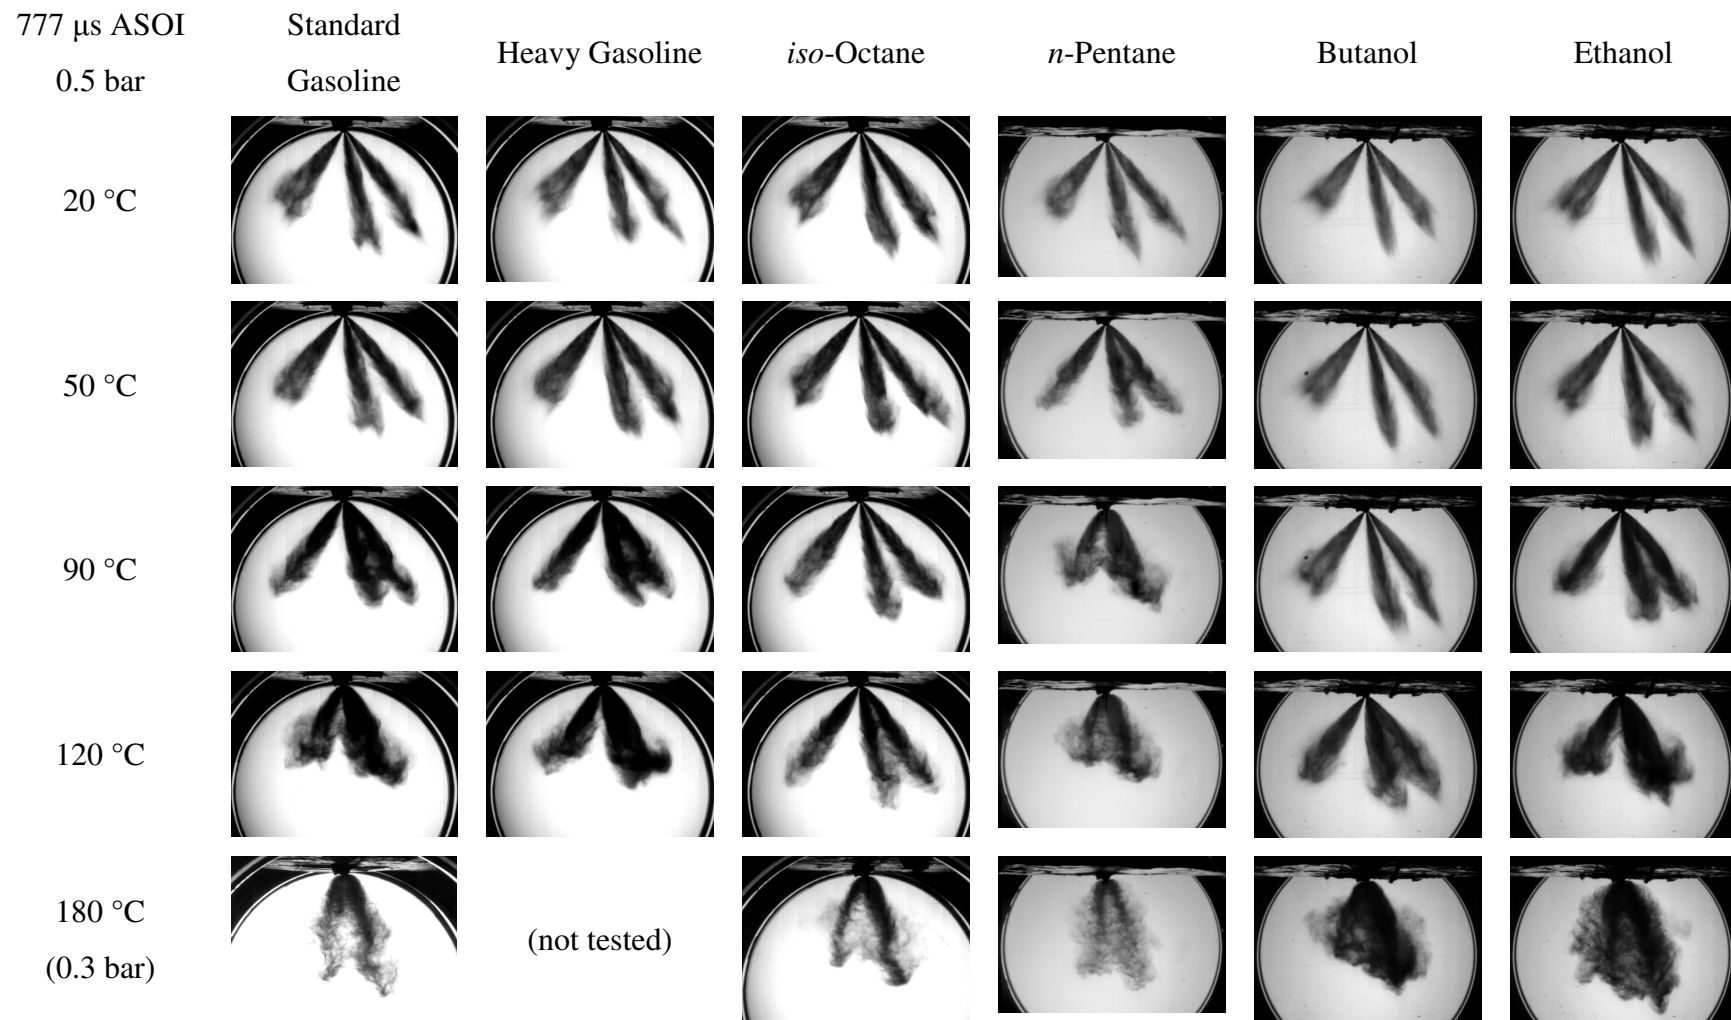 777 μs ASOI
0.5 bar
Standard
Gasoline
Heavy Gasoline
iso-Octane
n-Pentane
Butanol
Ethanol
20 °C
50 °C
90 °C
120 °C
180 °C
(0.3 bar)
(not tested)